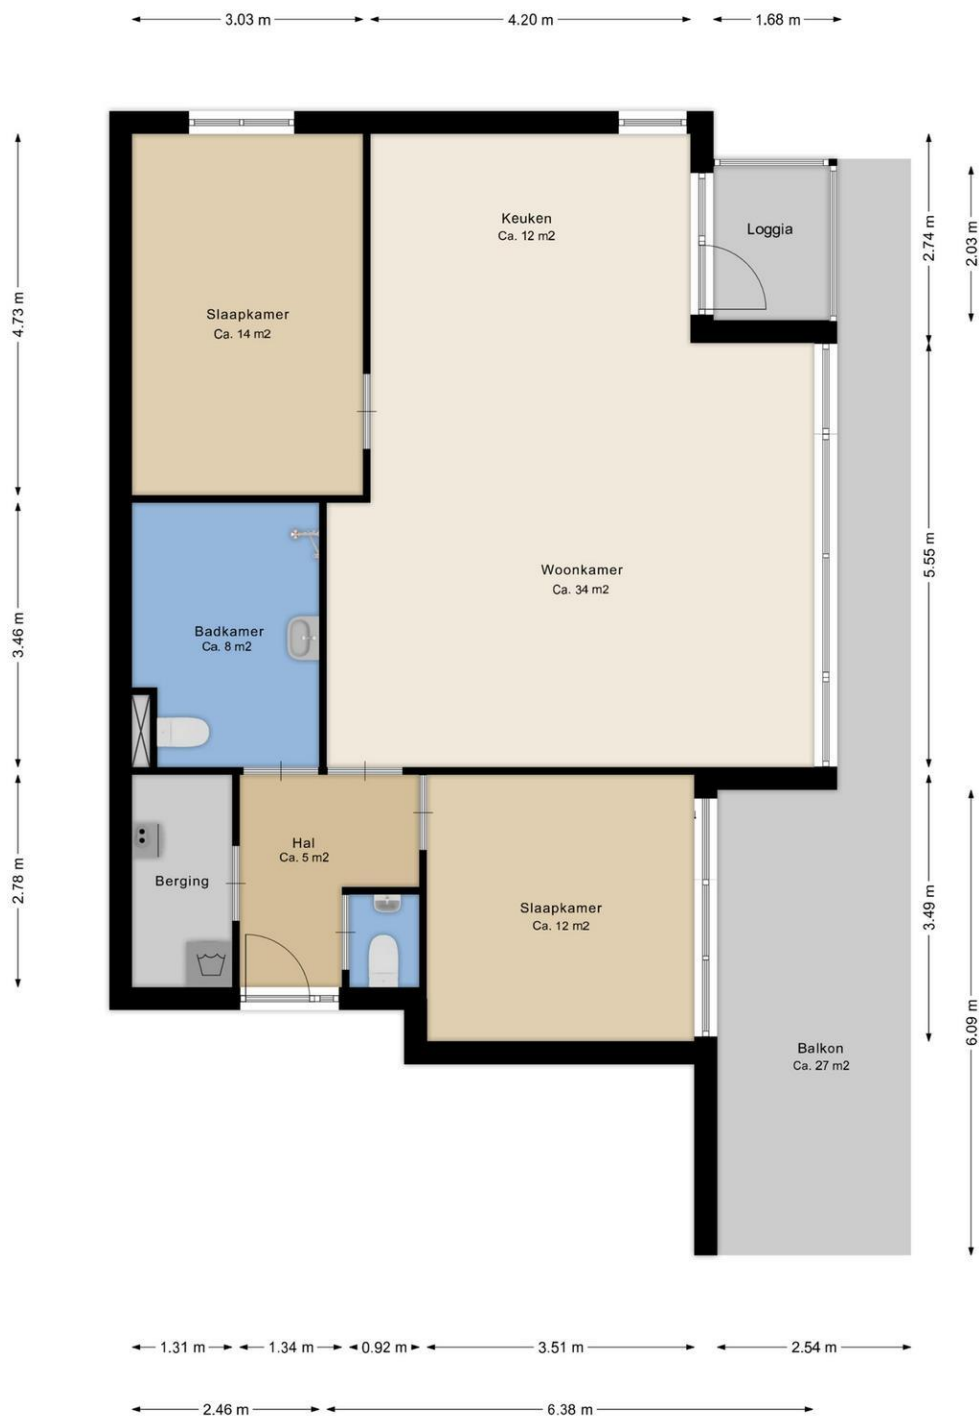 3.03 m
4.20 m
1.68 m
Keuken
Ca. 12 m2
Loggia
2.74 m
2.03 m
Slaapkamer
Ca. 14 m2
4.73 m
Woonkamer
Ca. 34 m2
5.55 m
Badkamer
Ca. 8 m2
3.46 m
Hal
Ca. 5 m2
Berging
2.78 m
Slaapkamer
Ca. 12 m2
3.49 m
6.09 m
Balkon
Ca. 27 m2
1.31 m
1.34 m
0.92 m
3.51 m
2.54 m
2.46 m
6.38 m